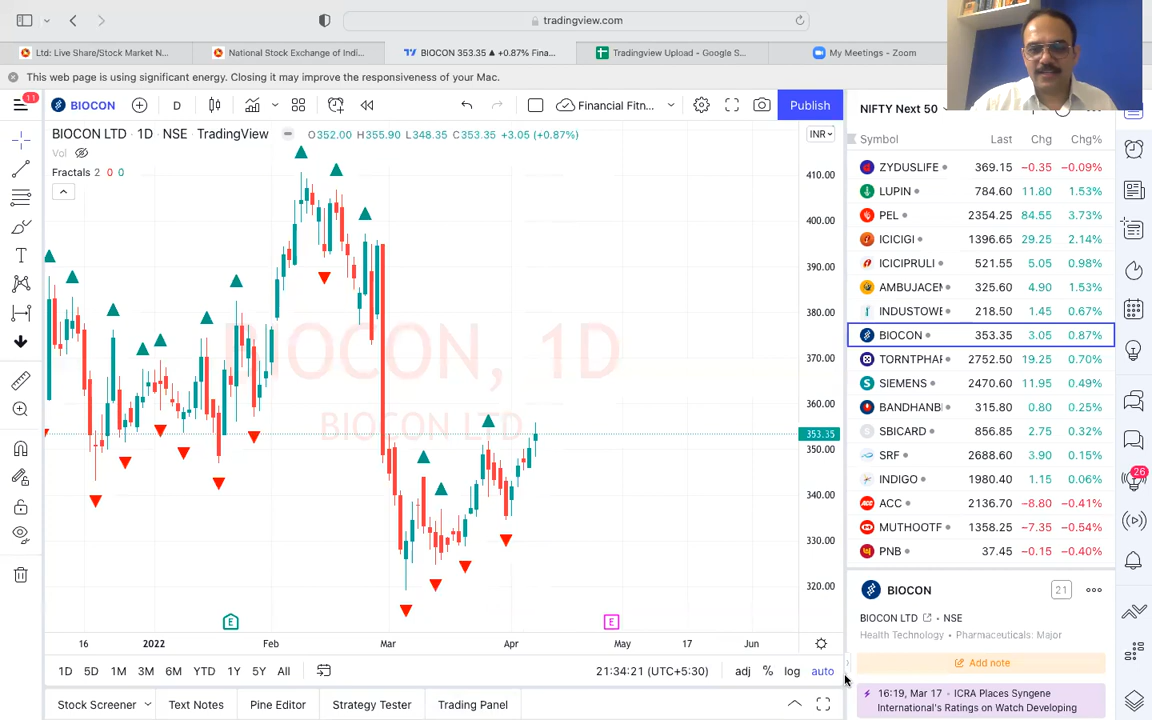 tradingview.com
Ltd: Live Share/Stock Market N...
National Stock Exchange of Indi...
BIOCON 353.35 ▲ +0.87% Fina...
Tradingview Upload - Google S...
My Meetings - Zoom
This web page is using significant energy. Closing it may improve the responsiveness of your Mac.
11
BIOCON
D
Financial Fitn...
Publish
NIFTY Next 50
BIOCON LTD · 1D · NSE TradingView
O352.00 H355.90 L348.35 C353.35 +3.05 (+0.87%)
INR
Vol
Fractals 2 0 0
Symbol Last Chg Chg%
ZYDUSLIFE 369.15 −0.35 −0.09%
LUPIN 784.60 11.80 1.53%
PEL 2354.25 84.55 3.73%
ICICIGI 1396.65 29.25 2.14%
ICICIPRULI 521.55 5.05 0.98%
AMBUJACEM 325.60 4.90 1.53%
INDUSTOWE 218.50 1.45 0.67%
BIOCON 353.35 3.05 0.87%
TORNTPHAR 2752.50 19.25 0.70%
SIEMENS 2470.60 11.95 0.49%
BANDHANB 315.80 0.80 0.25%
SBICARD 856.85 2.75 0.32%
SRF 2688.60 3.90 0.15%
INDIGO 1980.40 1.15 0.06%
ACC 2136.70 −8.80 −0.41%
MUTHOOTF 1358.25 −7.35 −0.54%
PNB 37.45 −0.15 −0.40%
26
410.00
400.00
390.00
380.00
370.00
360.00
353.35
350.00
340.00
330.00
320.00
BIOCON, 1D
BIOCON LTD
E
E
16 2022 Feb Mar Apr May 17 Jun
1D 5D 1M 3M 6M YTD 1Y 5Y All
21:34:21 (UTC+5:30)
adj % log auto
Stock Screener Text Notes Pine Editor Strategy Tester Trading Panel
BIOCON
21
BIOCON LTD · NSE
Health Technology · Pharmaceuticals: Major
Add note
16:19, Mar 17 · ICRA Places Syngene
International's Ratings on Watch Developing